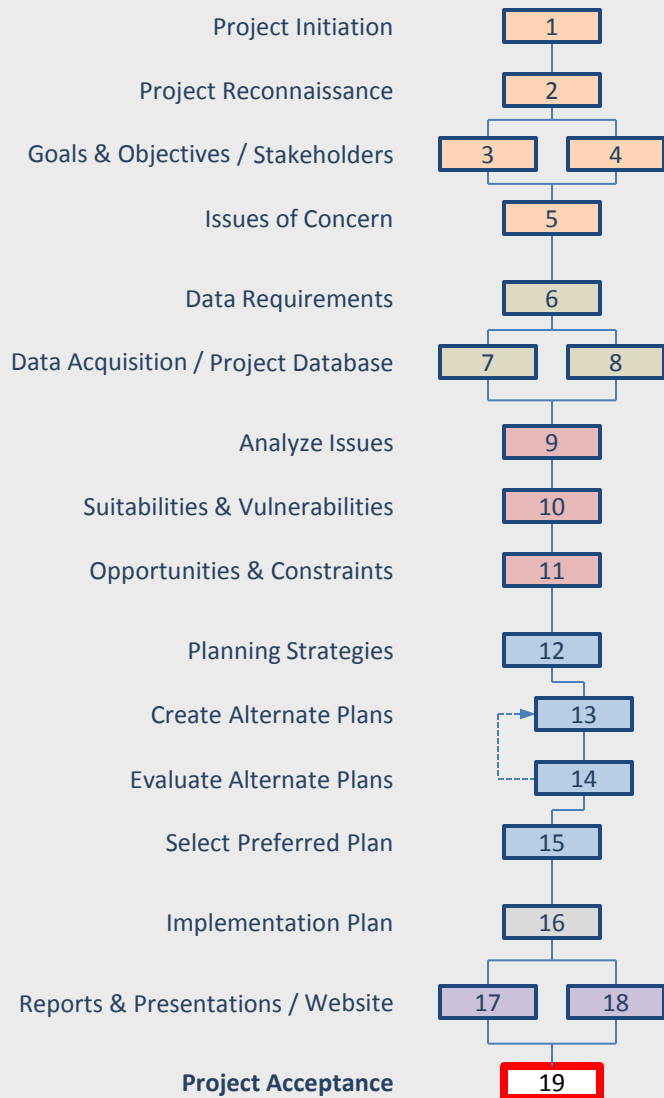 Project Initiation 1
Project Reconnaissance 2
Goals & Objectives / Stakeholders 3 4
Issues of Concern 5
Data Requirements 6
Data Acquisition / Project Database 7 8
Analyze Issues 9
Suitabilities & Vulnerabilities 10
Opportunities & Constraints 11
Planning Strategies 12
Create Alternate Plans 13
Evaluate Alternate Plans 14
Select Preferred Plan 15
Implementation Plan 16
Reports & Presentations / Website 17 18
Project Acceptance 19